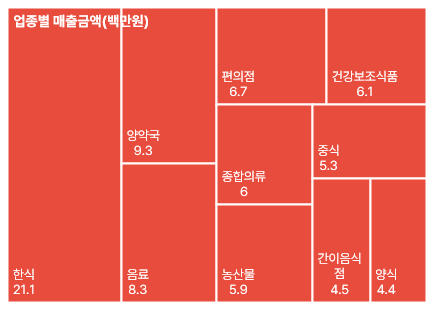 업종별 매출금액(백만원)
한식
21.1
양약국
9.3
음료
8.3
편의점
6.7
건강보조식품
6.1
종합의류
6
농산물
5.9
중식
5.3
간이음식
점
4.5
양식
4.4